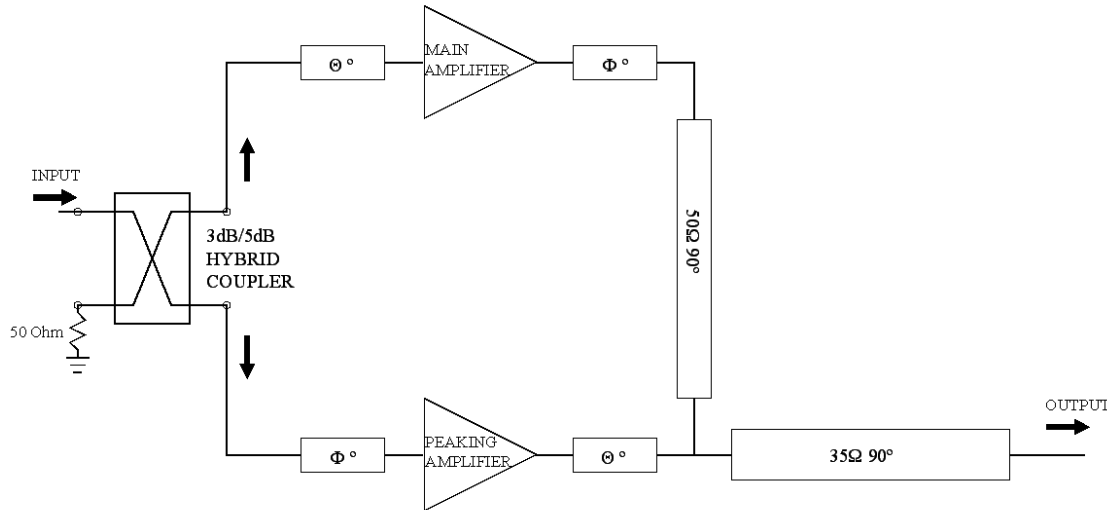 Θ °
MAIN
AMPLIFIER
Φ °
INPUT
50Ω 90°
3dB/5dB
HYBRID
COUPLER
50 Ohm
Φ °
PEAKING
AMPLIFIER
Θ °
35Ω 90°
OUTPUT